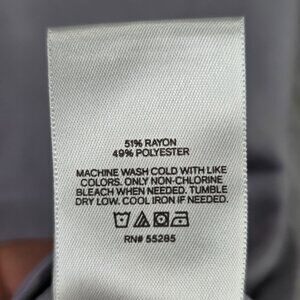 51% RAYON
49% POLYESTER
MACHINE WASH COLD WITH LIKE
COLORS. ONLY NON-CHLORINE
BLEACH WHEN NEEDED. TUMBLE
DRY LOW. COOL IRON IF NEEDED.
RN# 55285